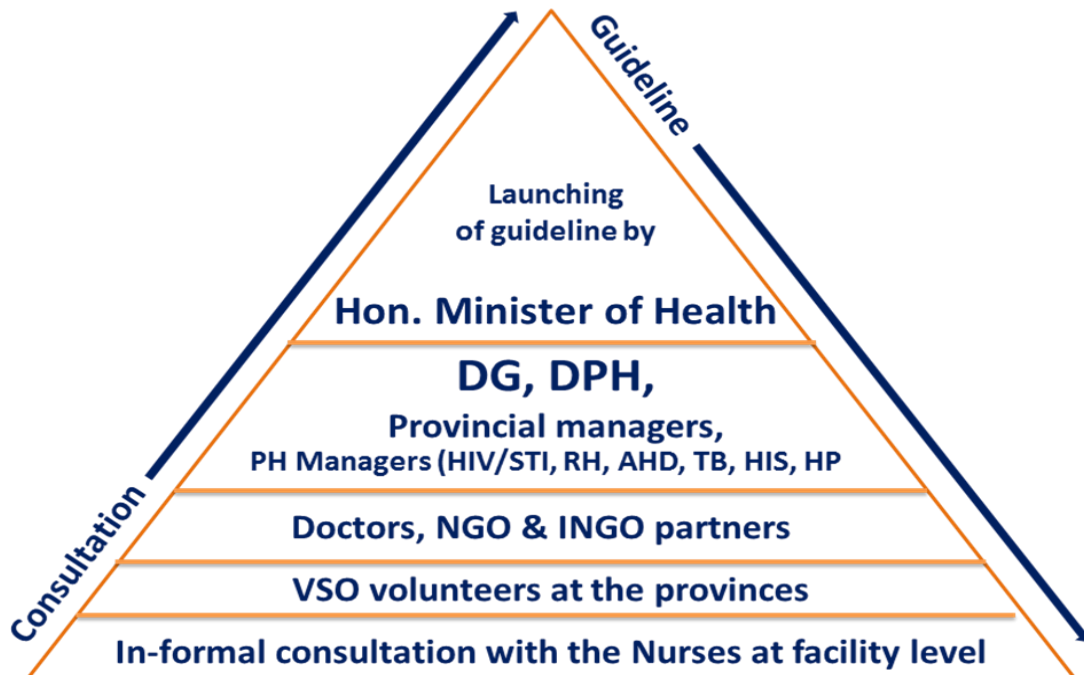 Guideline
Launching
of guideline by
Hon. Minister of Health
DG, DPH,
Provincial managers,
PH Managers (HIV/STI, RH, AHD, TB, HIS, HP
Consultation
Doctors, NGO & INGO partners
VSO volunteers at the provinces
In-formal consultation with the Nurses at facility level